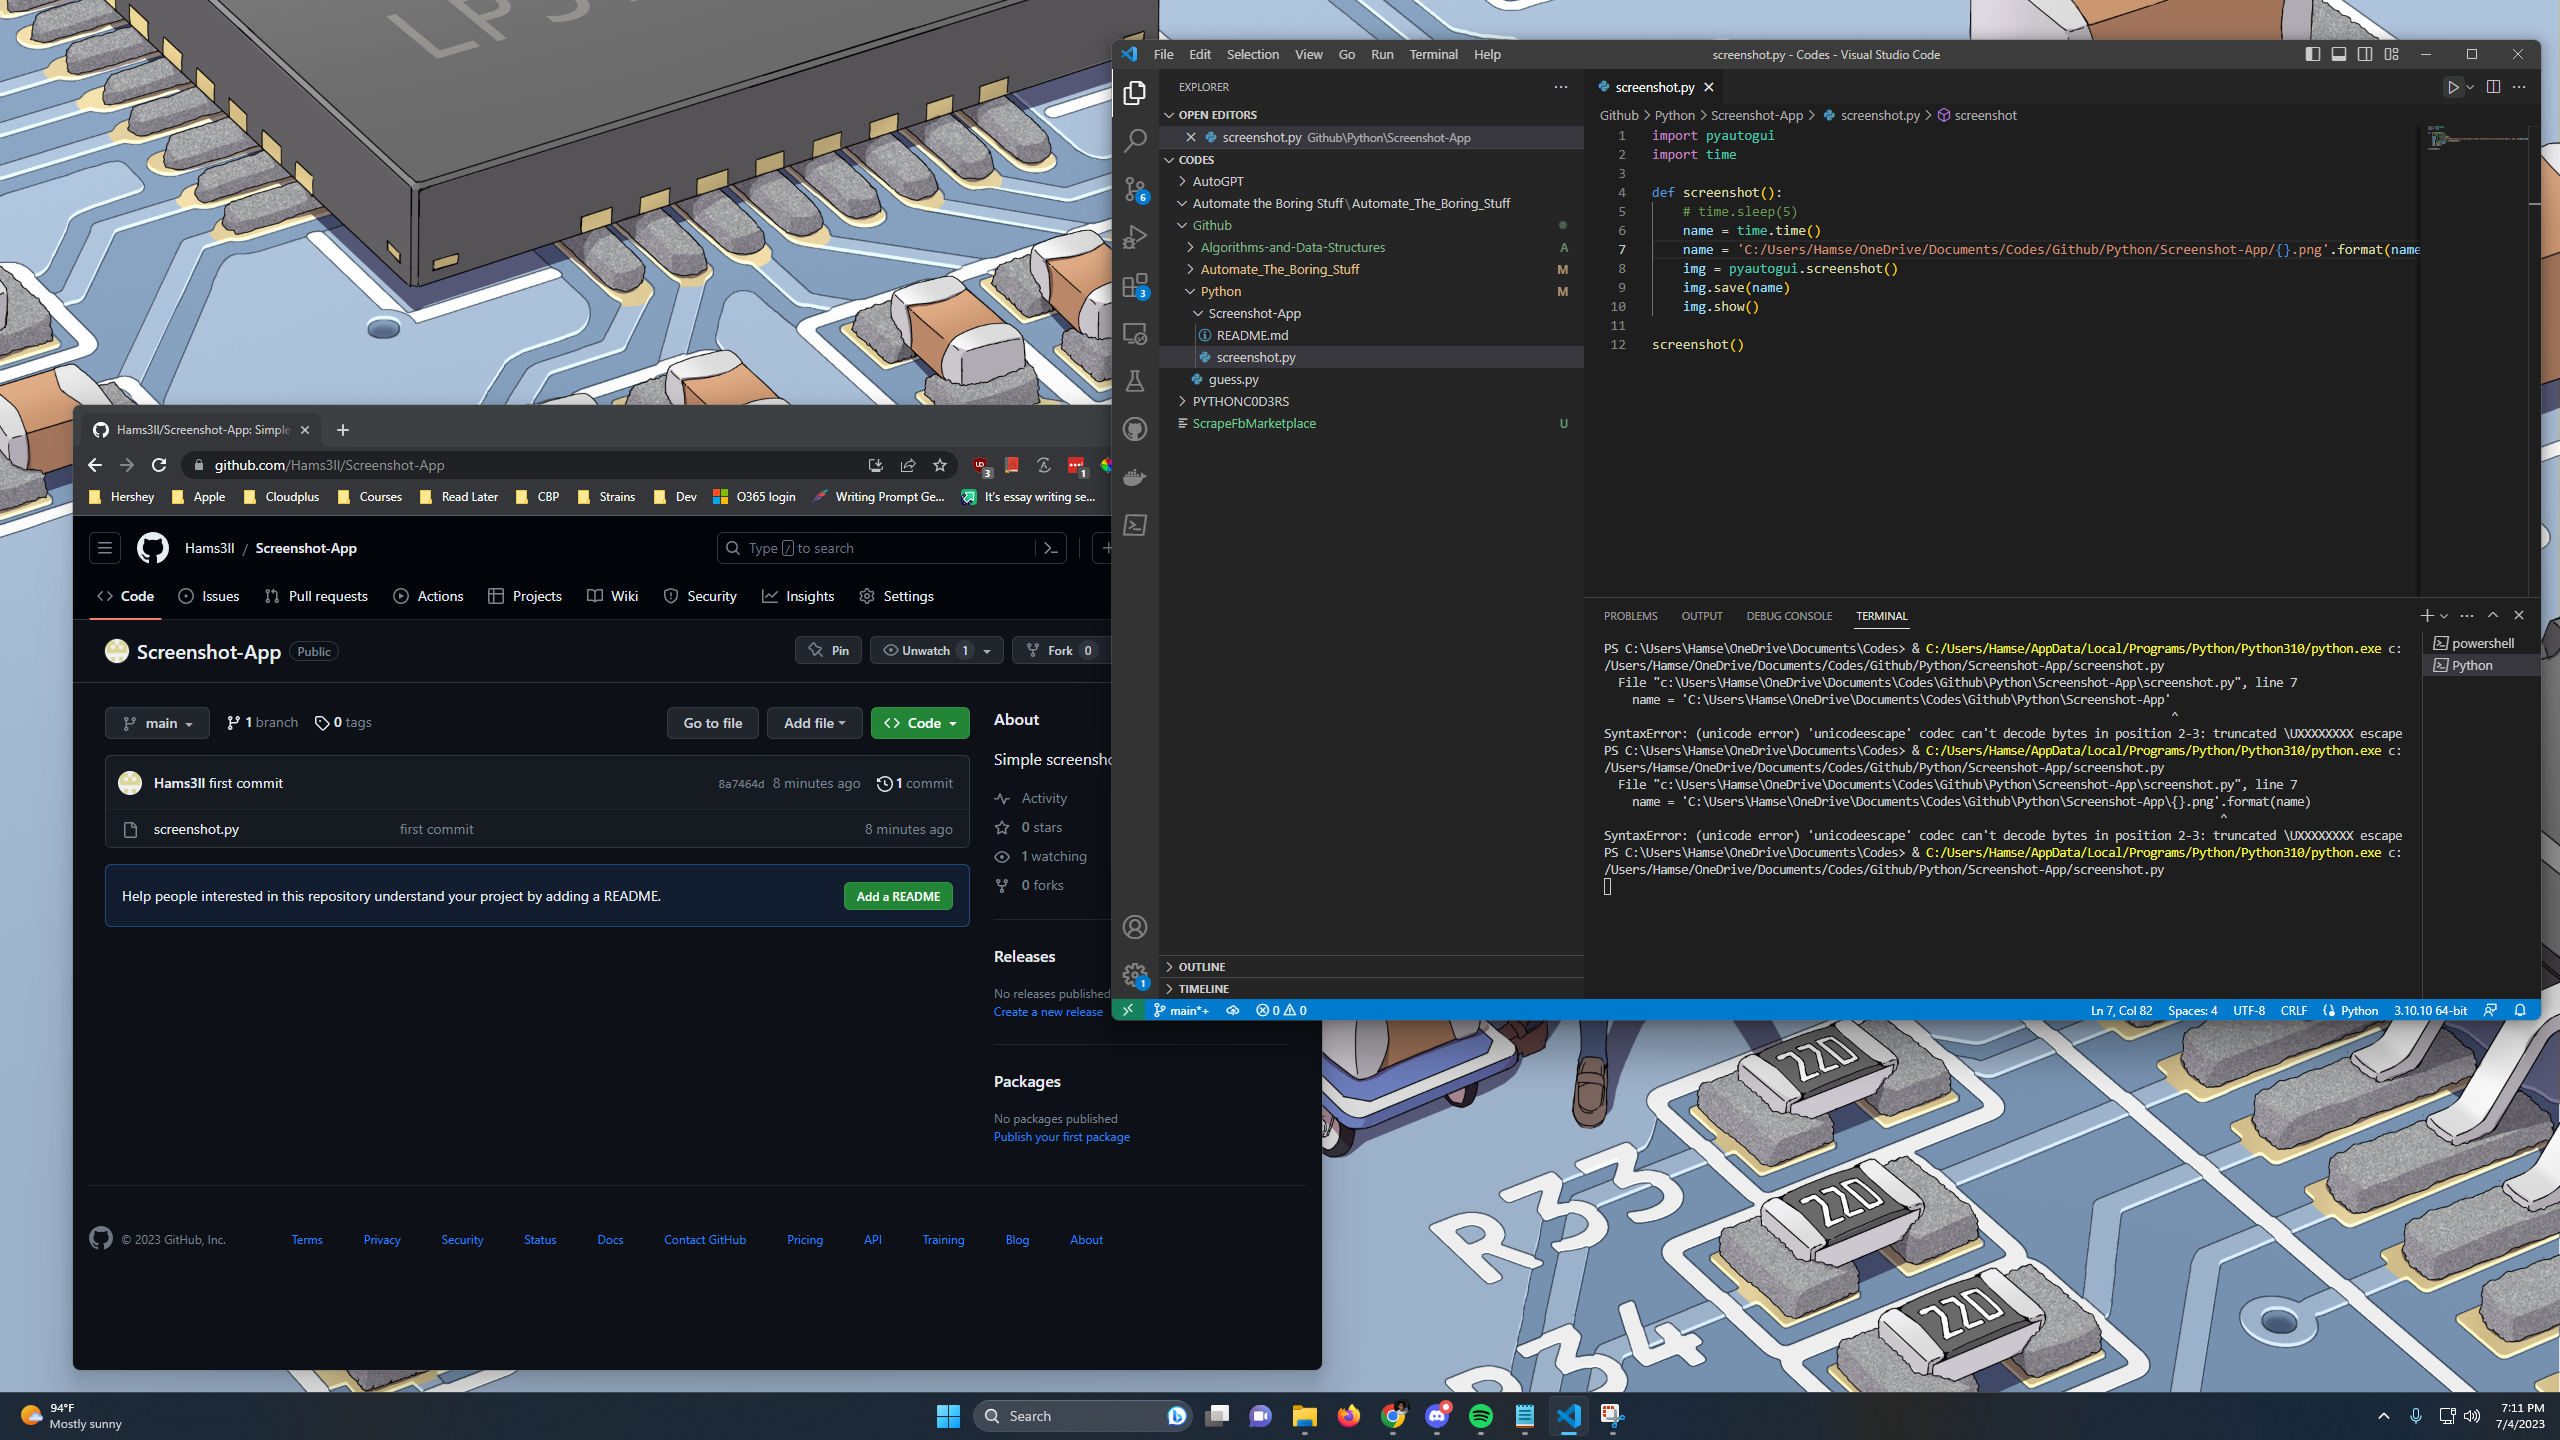 LP5
screenshot.py - Codes - Visual Studio Code
File Edit Selection View Go Run Terminal Help
EXPLORER
OPEN EDITORS
screenshot.py Github\Python\Screenshot-App
CODES
AutoGPT
Automate the Boring Stuff\Automate_The_Boring_Stuff
Github
Algorithms-and-Data-Structures A
Automate_The_Boring_Stuff M
Python M
Screenshot-App
README.md
screenshot.py
guess.py
PYTHONC0D3RS
ScrapeFbMarketplace U
OUTLINE
TIMELINE
6
3
1
screenshot.py
Github > Python > Screenshot-App > screenshot.py > screenshot
1 import pyautogui
2 import time
3
4 def screenshot():
5 # time.sleep(5)
6 name = time.time()
7 name = 'C:/Users/Hamse/OneDrive/Documents/Codes/Github/Python/Screenshot-App/{}.png'.format(name
8 img = pyautogui.screenshot()
9 img.save(name)
10 img.show()
11
12 screenshot()
PROBLEMS OUTPUT DEBUG CONSOLE TERMINAL
powershell
Python
PS C:\Users\Hamse\OneDrive\Documents\Codes> & C:/Users/Hamse/AppData/Local/Programs/Python/Python310/python.exe c:
/Users/Hamse/OneDrive/Documents/Codes/Github/Python/Screenshot-App/screenshot.py
File "c:\Users\Hamse\OneDrive\Documents\Codes\Github\Python\Screenshot-App\screenshot.py", line 7
name = 'C:\Users\Hamse\OneDrive\Documents\Codes\Github\Python\Screenshot-App'
^
SyntaxError: (unicode error) 'unicodeescape' codec can't decode bytes in position 2-3: truncated \UXXXXXXXX escape
PS C:\Users\Hamse\OneDrive\Documents\Codes> & C:/Users/Hamse/AppData/Local/Programs/Python/Python310/python.exe c:
/Users/Hamse/OneDrive/Documents/Codes/Github/Python/Screenshot-App/screenshot.py
File "c:\Users\Hamse\OneDrive\Documents\Codes\Github\Python\Screenshot-App\screenshot.py", line 7
name = 'C:\Users\Hamse\OneDrive\Documents\Codes\Github\Python\Screenshot-App\{}.png'.format(name)
^
SyntaxError: (unicode error) 'unicodeescape' codec can't decode bytes in position 2-3: truncated \UXXXXXXXX escape
PS C:\Users\Hamse\OneDrive\Documents\Codes> & C:/Users/Hamse/AppData/Local/Programs/Python/Python310/python.exe c:
/Users/Hamse/OneDrive/Documents/Codes/Github/Python/Screenshot-App/screenshot.py
main*+ 0 0 Ln 7, Col 82 Spaces: 4 UTF-8 CRLF Python 3.10.10 64-bit
Hams3ll/Screenshot-App: Simple
github.com/Hams3ll/Screenshot-App
3 1
Hershey Apple Cloudplus Courses Read Later CBP Strains Dev O365 login Writing Prompt Ge... It's essay writing se...
Hams3ll / Screenshot-App
Type / to search
Code Issues Pull requests Actions Projects Wiki Security Insights Settings
Screenshot-App Public
Pin Unwatch 1 Fork 0
main 1 branch 0 tags
Go to file Add file Code
Hams3ll first commit 8a7464d 8 minutes ago 1 commit
screenshot.py first commit 8 minutes ago
Help people interested in this repository understand your project by adding a README. Add a README
About
Simple screensho
Activity
0 stars
1 watching
0 forks
Releases
No releases published
Create a new release
Packages
No packages published
Publish your first package
© 2023 GitHub, Inc. Terms Privacy Security Status Docs Contact GitHub Pricing API Training Blog About
220
220
220
R33
R34
94°F
Mostly sunny
Search
7:11 PM
7/4/2023